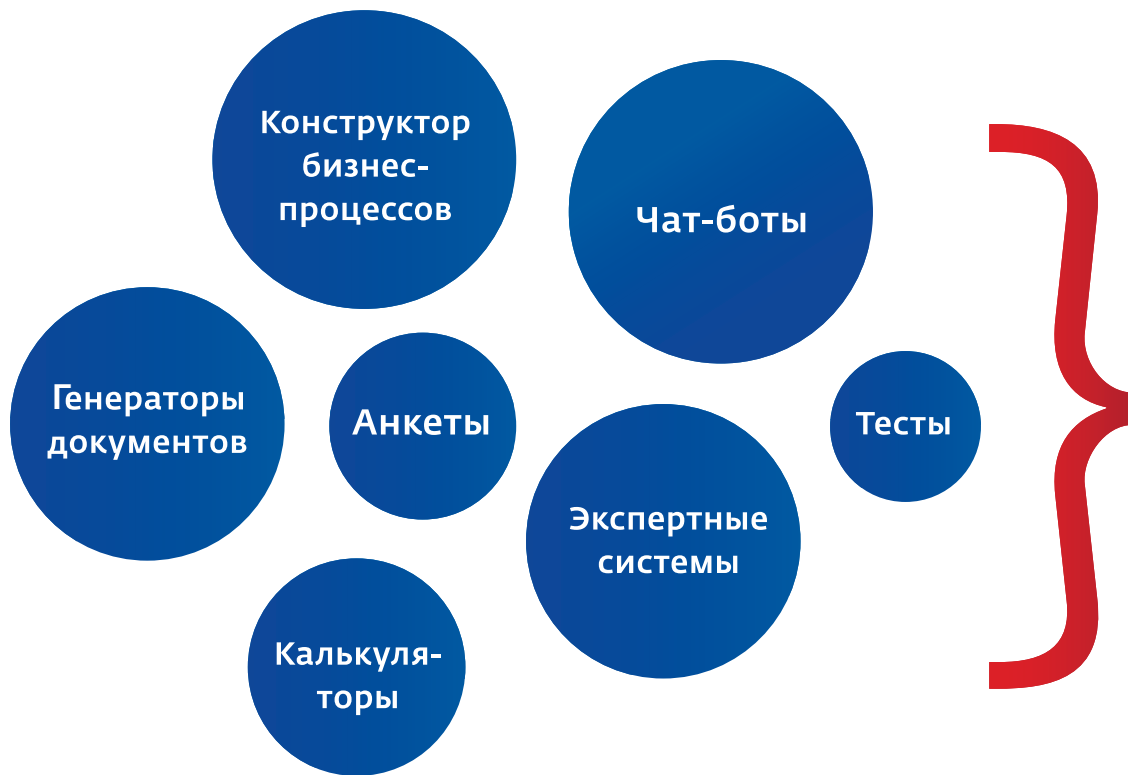 Конструктор
бизнес-
процессов
Чат-боты
Генераторы
документов
Анкеты
Тесты
Экспертные
системы
Калькуля-
торы